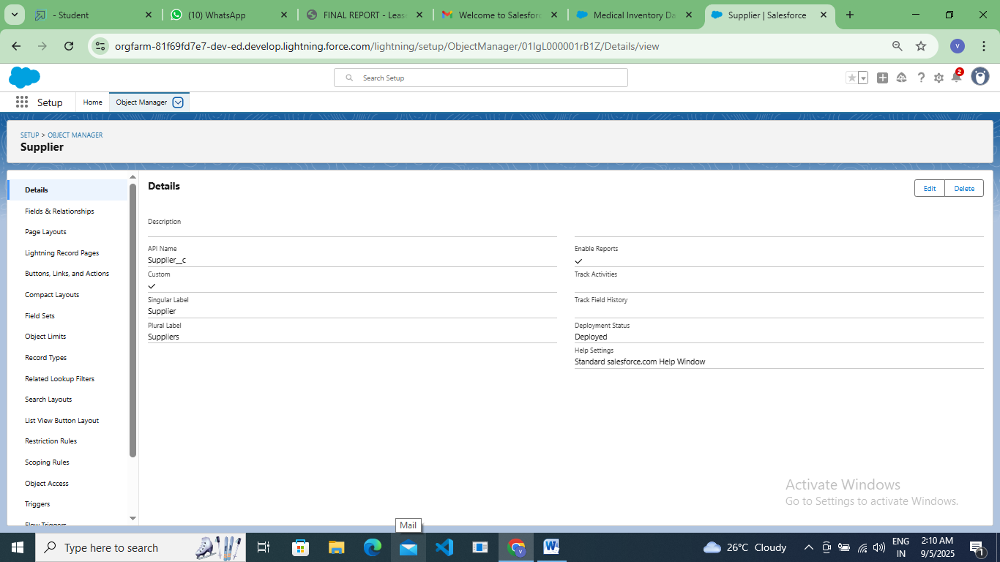 - Student
(10) WhatsApp
FINAL REPORT - Leas
Welcome to Salesforc
Medical Inventory Da
Supplier | Salesforce
orgfarm-81f69fd7e7-dev-ed.develop.lightning.force.com/lightning/setup/ObjectManager/01IgL000001rB1Z/Details/view
V
Search Setup
2
Setup
Home
Object Manager
SETUP > OBJECT MANAGER
Supplier
Details
Fields & Relationships
Page Layouts
Lightning Record Pages
Buttons, Links, and Actions
Compact Layouts
Field Sets
Object Limits
Record Types
Related Lookup Filters
Search Layouts
List View Button Layout
Restriction Rules
Scoping Rules
Object Access
Triggers
Flow Triggers
Details
Edit
Delete
Description
API Name
Supplier__c
Custom
Singular Label
Supplier
Plural Label
Suppliers
Enable Reports
Track Activities
Track Field History
Deployment Status
Deployed
Help Settings
Standard salesforce.com Help Window
Activate Windows
Go to Settings to activate Windows.
Mail
Type here to search
26°C Cloudy
ENG
IN
2:10 AM
9/5/2025
1